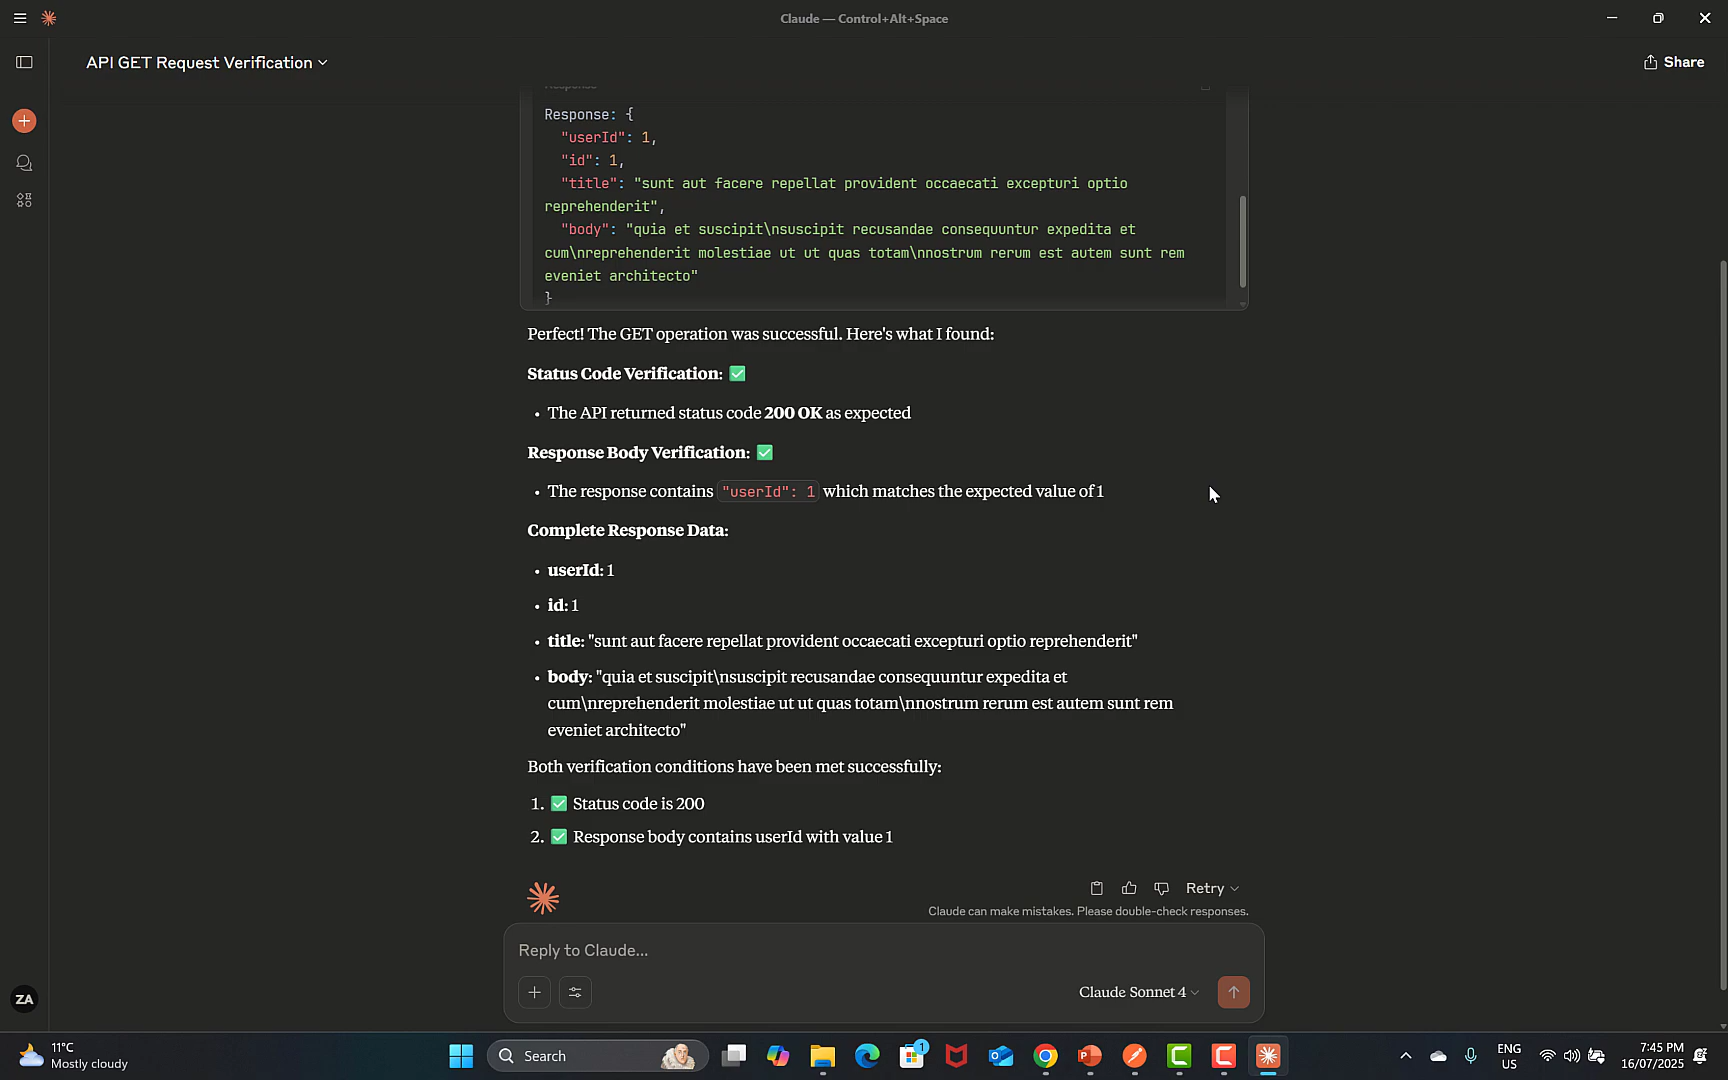 Claude — Control+Alt+Space
API GET Request Verification
Share
Response: {
"userId": 1,
"id": 1,
"title": "sunt aut facere repellat provident occaecati excepturi optio
reprehenderit",
"body": "quia et suscipit\nsuscipit recusandae consequuntur expedita et
cum\nreprehenderit molestiae ut ut quas totam\nnostrum rerum est autem sunt rem
eveniet architecto"
}
Perfect! The GET operation was successful. Here's what I found:
Status Code Verification: ✅
• The API returned status code 200 OK as expected
Response Body Verification: ✅
• The response contains "userId": 1 which matches the expected value of 1
Complete Response Data:
• userId: 1
• id: 1
• title: "sunt aut facere repellat provident occaecati excepturi optio reprehenderit"
• body: "quia et suscipit\nsuscipit recusandae consequuntur expedita et
cum\nreprehenderit molestiae ut ut quas totam\nnostrum rerum est autem sunt rem
eveniet architecto"
Both verification conditions have been met successfully:
1. ✅ Status code is 200
2. ✅ Response body contains userId with value 1
Retry
Claude can make mistakes. Please double-check responses.
Reply to Claude...
Claude Sonnet 4
ZA
11°C
Mostly cloudy
Search
1
ENG
US
7:45 PM
16/07/2025